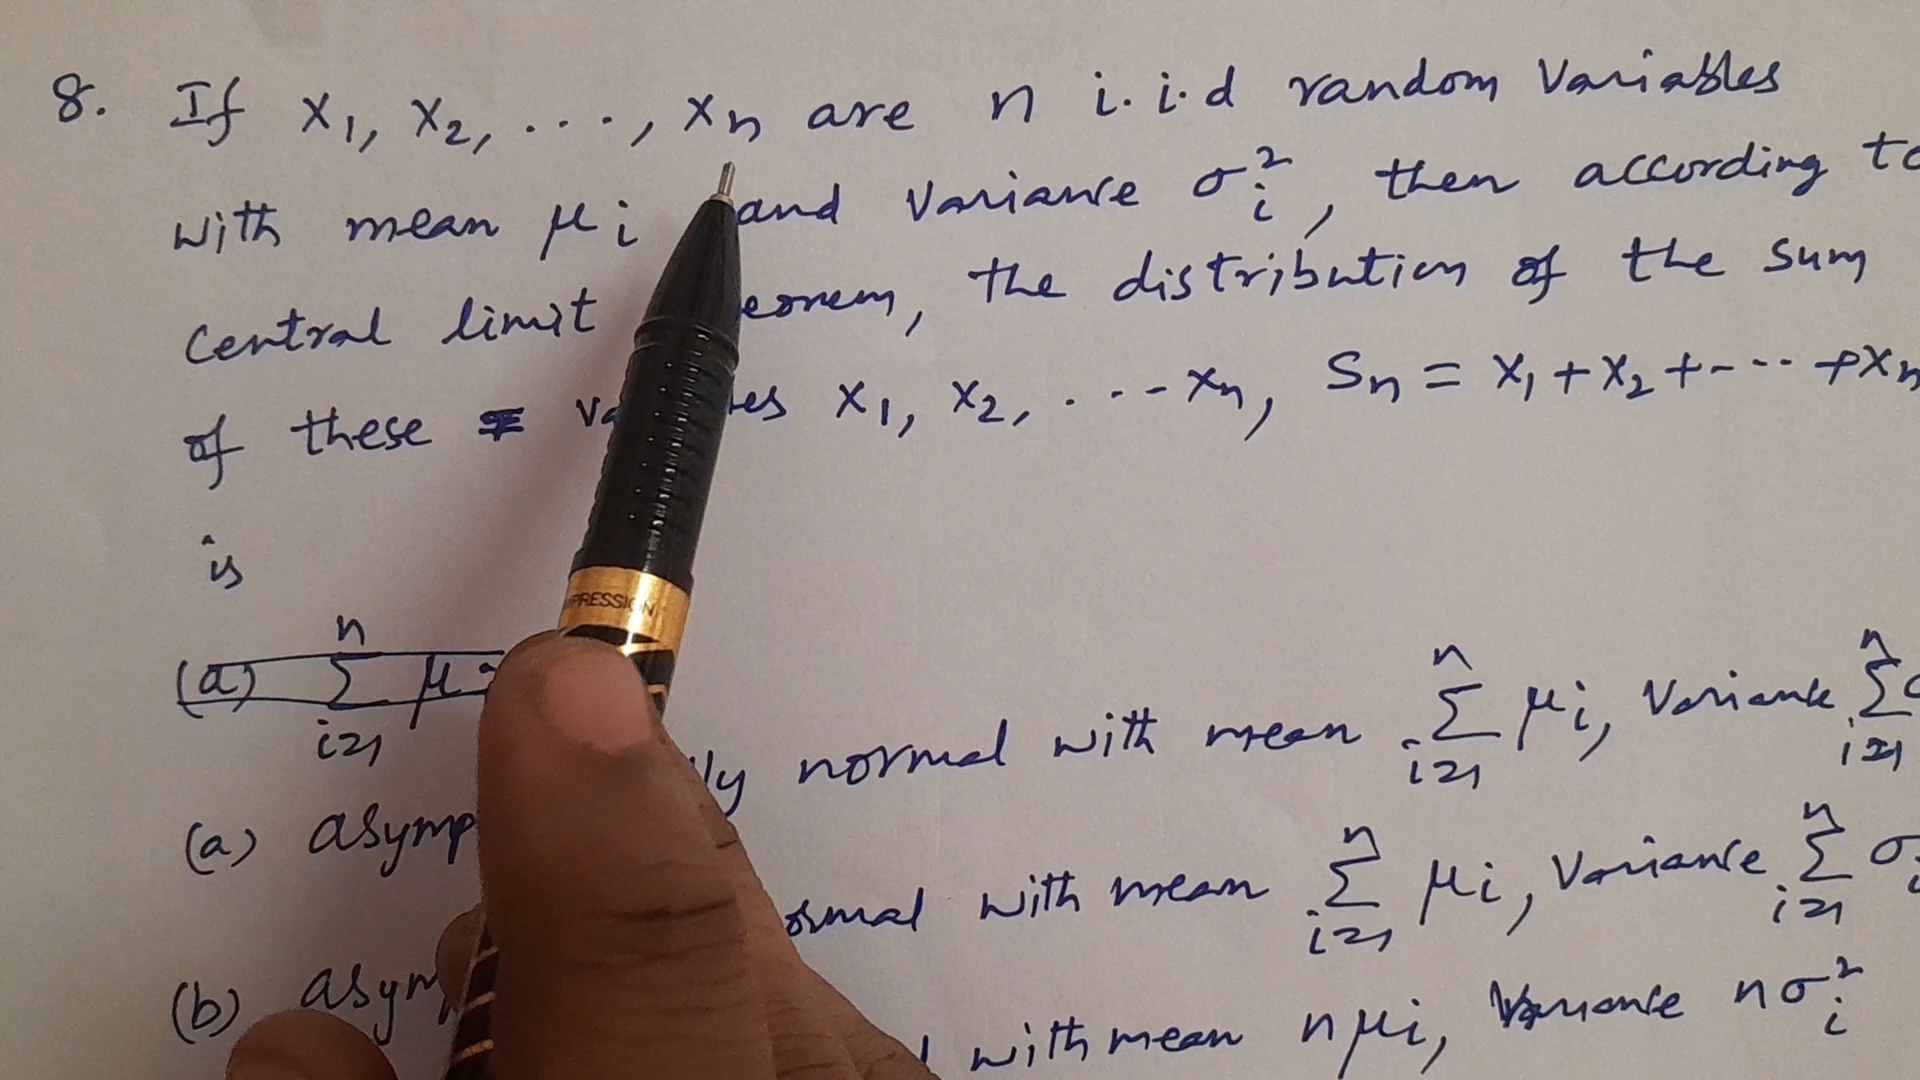 8. If X₁, X₂, ...., Xn are n i.i.d random variables
with mean μi and variance σi², then according to
central limit eorem, the distribution of the sum
of these va es X₁, X₂, ....Xn, Sn = X₁+X₂+....+Xn
is
(a) n Σ i=1 μ
(a) asymp lly normal with mean n Σ i=1 μi, Variance n Σ i=1
(b) asym ormal with mean n Σ i=1 μi, Variance n Σ i=1 σi
with mean nμi, Variance nσi²
PRESSION